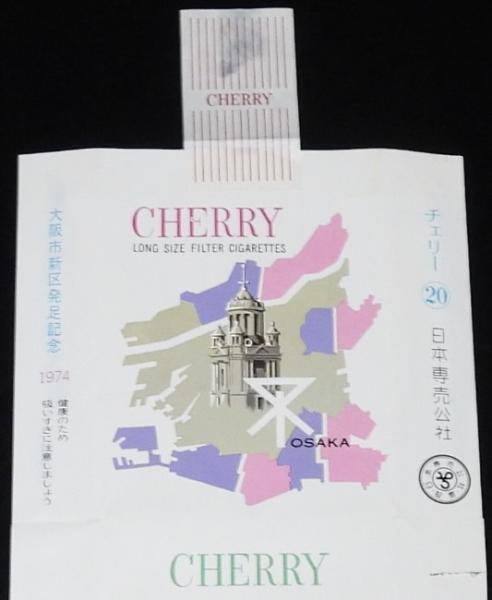 CHERRY
CHERRY
LONG SIZE FILTER CIGARETTES
OSAKA
大阪市新区発足記念
1974
健康のため
吸いすぎに注意しましょう
チェリー
20
日本専売公社
CHERRY